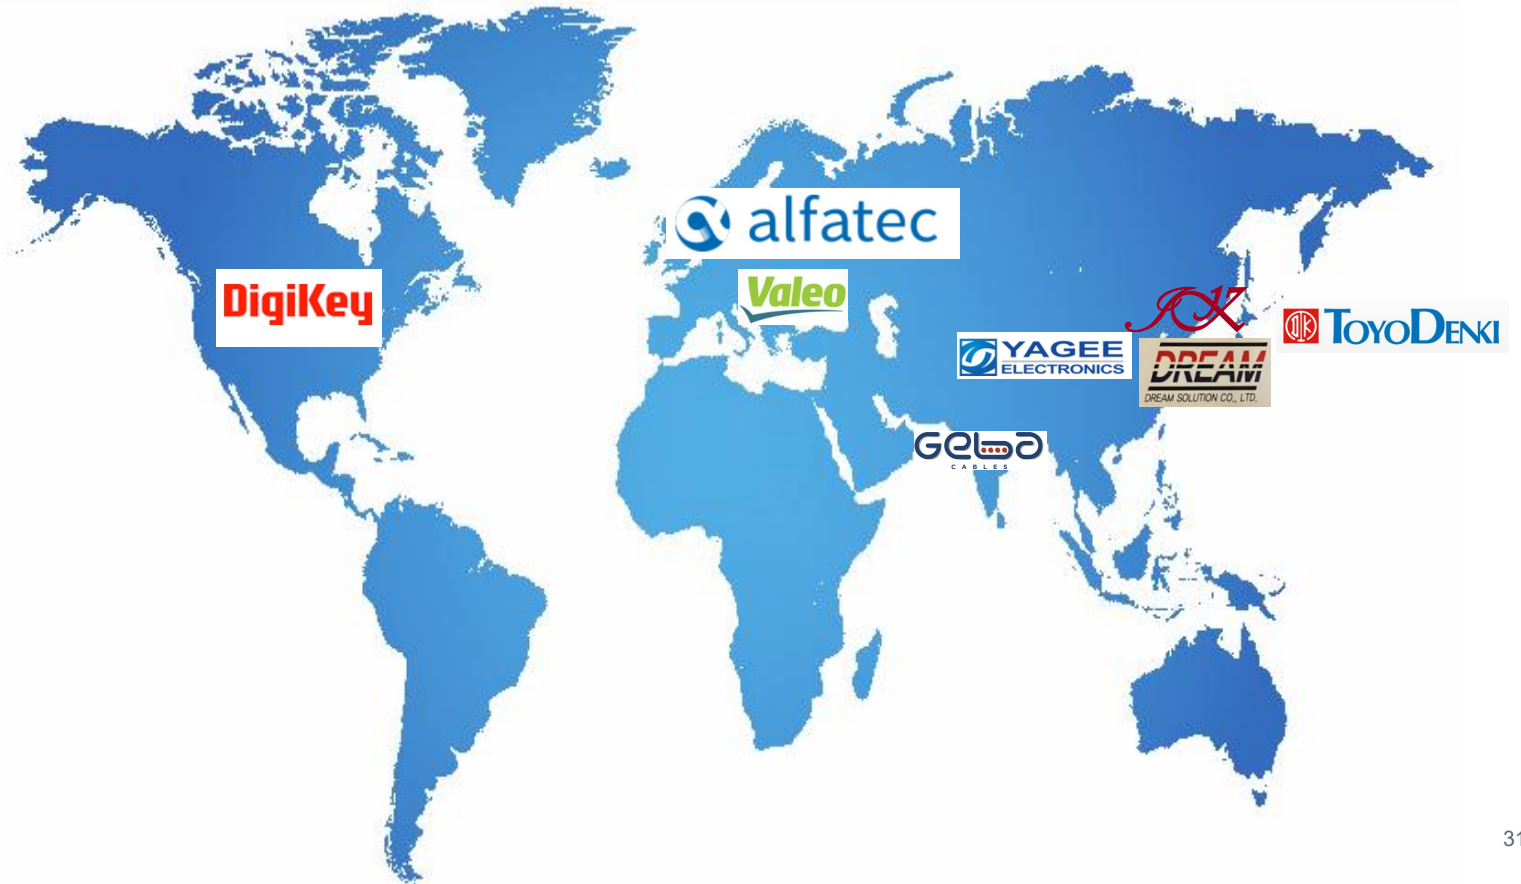 alfatec
DigiKey
Valeo
TOYODENKI
YAGEE
ELECTRONICS
DREAM
DREAM SOLUTION CO., LTD.
Geba
CABLES
31